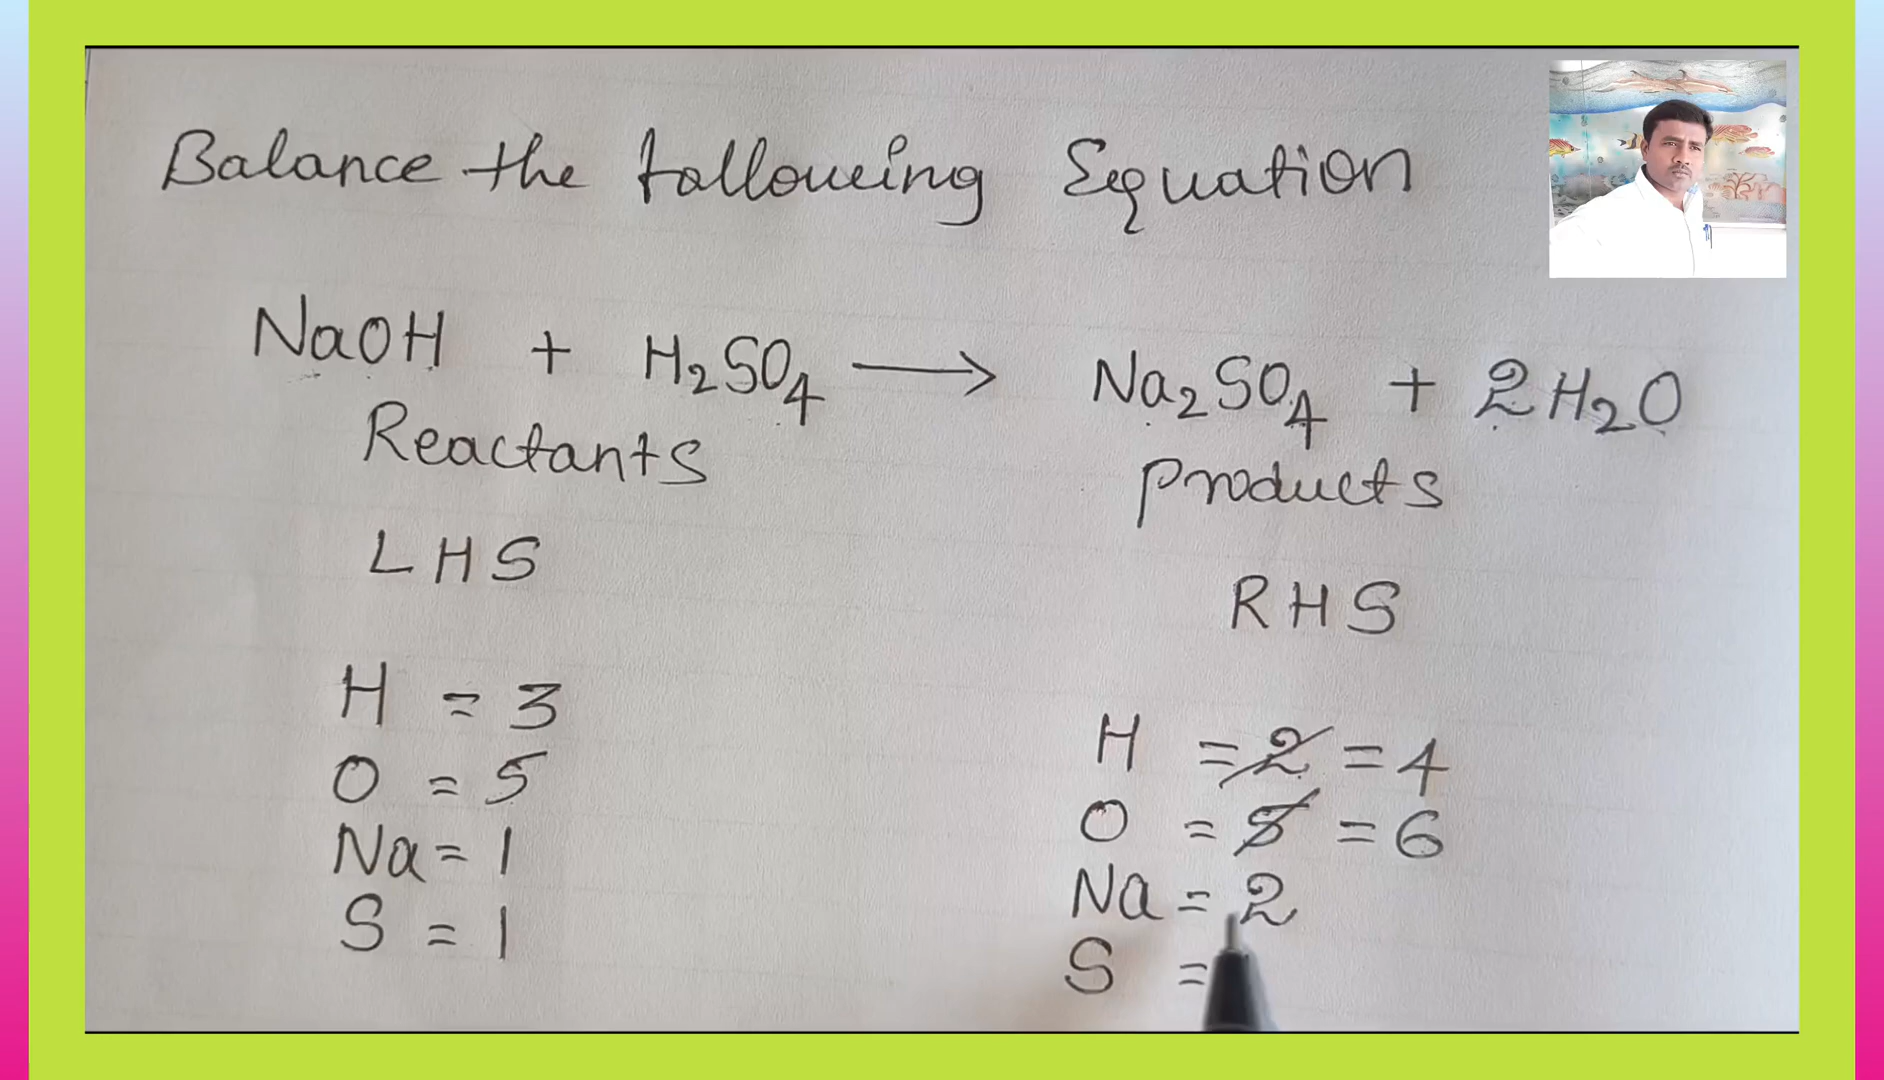 Balance the following Equation
NaOH + H₂SO₄ ⟶ Na₂SO₄ + 2H₂O
Reactants products
LHS RHS
H = 3 H = 2 = 4
O = 5 O = 5 = 6
Na = 1 Na = 2
S = 1 S =